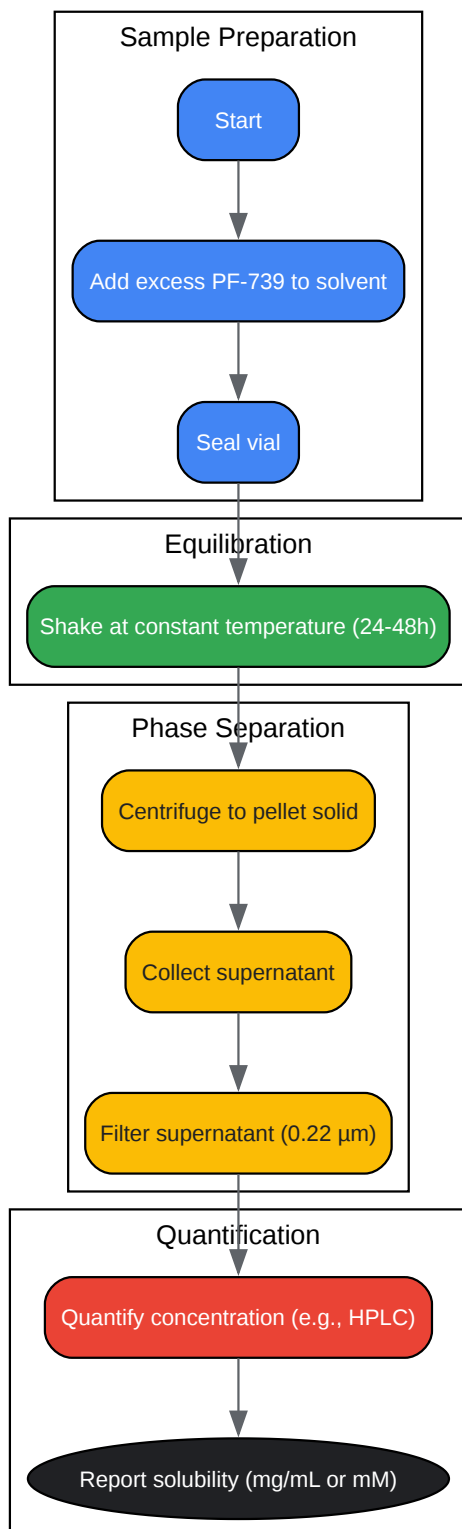 Sample Preparation
Start
Add excess PF-739 to solvent
Seal vial
Equilibration
Shake at constant temperature (24-48h)
Phase Separation
Centrifuge to pellet solid
Collect supernatant
Filter supernatant (0.22 µm)
Quantification
Quantify concentration (e.g., HPLC)
Report solubility (mg/mL or mM)